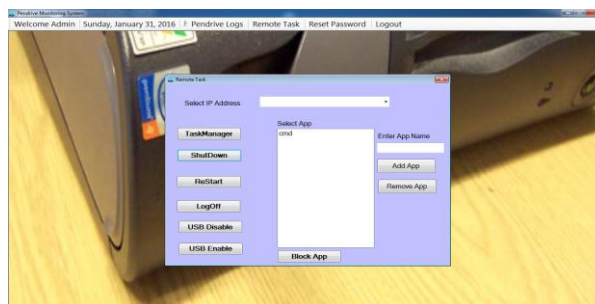 Pendrive Monitoring System
Welcome Admin Sunday, January 31, 2016 Pendrive Logs Remote Task Reset Password Logout
Remote Task
Select IP Address
Select App
cmd
Enter App Name
TaskManager
ShutDown
Add App
ReStart
Remove App
LogOff
USB Disable
USB Enable
Block App